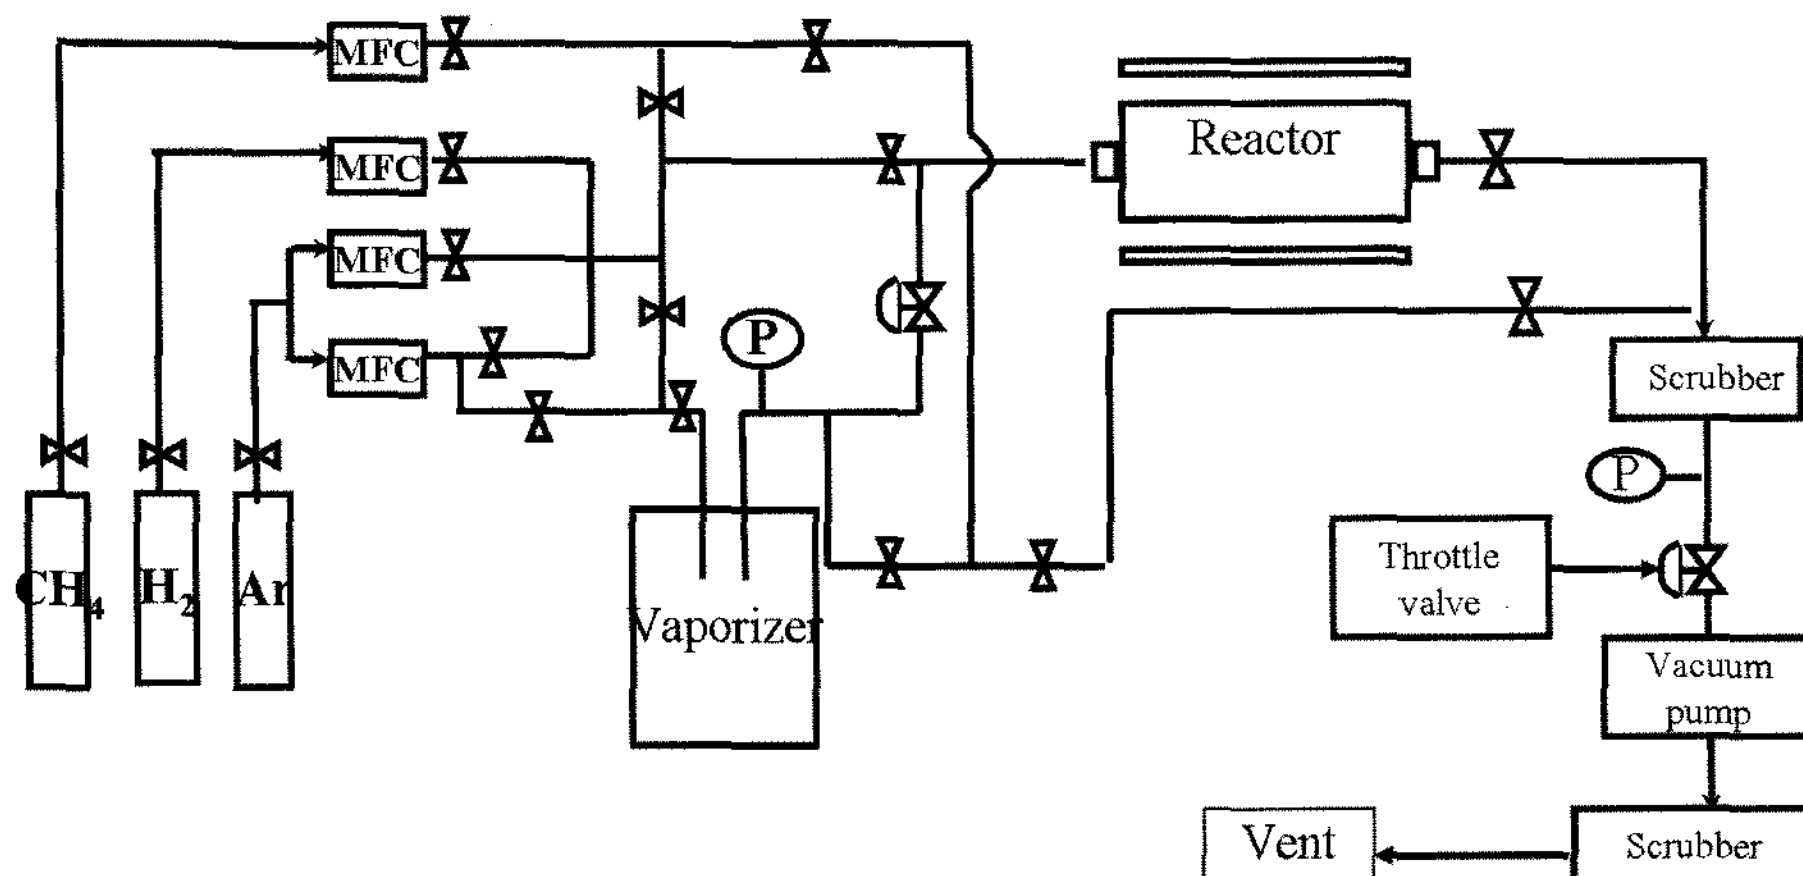 MFC
MFC
MFC
MFC
Reactor
P
Scrubber
P
CH4
H2
Ar
Vaporizer
Throttle
valve
Vacuum
pump
Vent
Scrubber